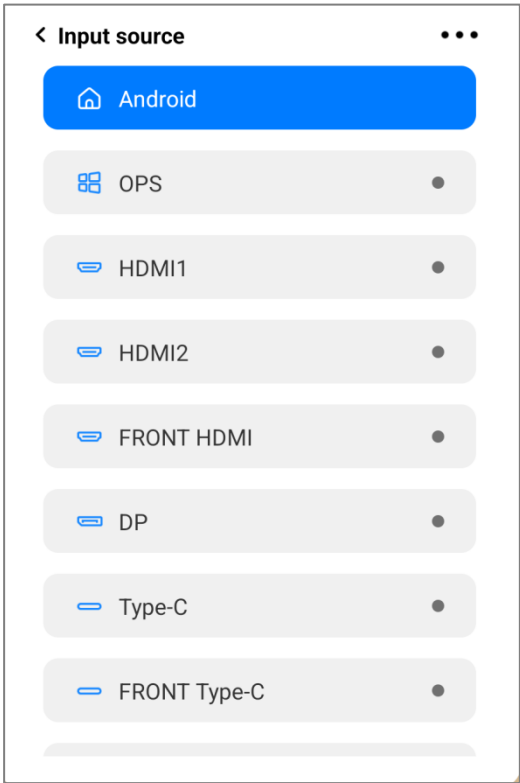 Input source
Android
OPS
HDMI1
HDMI2
FRONT HDMI
DP
Type-C
FRONT Type-C